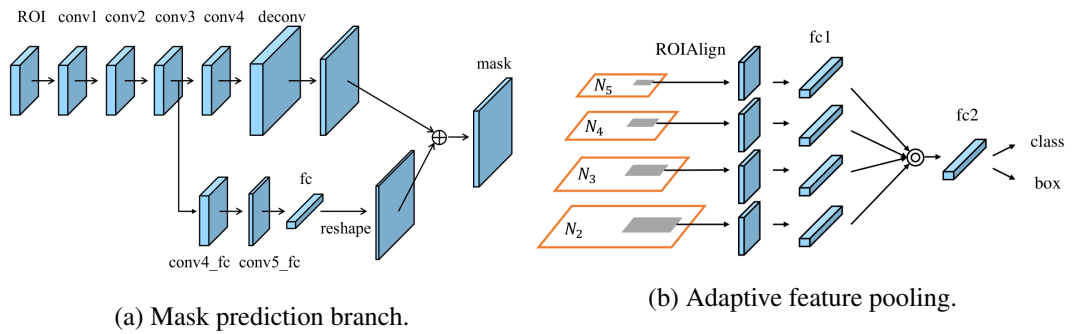 ROI conv1 conv2 conv3 conv4 deconv
mask
fc
reshape
conv4_fc conv5_fc
(a) Mask prediction branch.
ROIAlign
fc1
N5
N4
N3
N2
fc2
class
box
(b) Adaptive feature pooling.